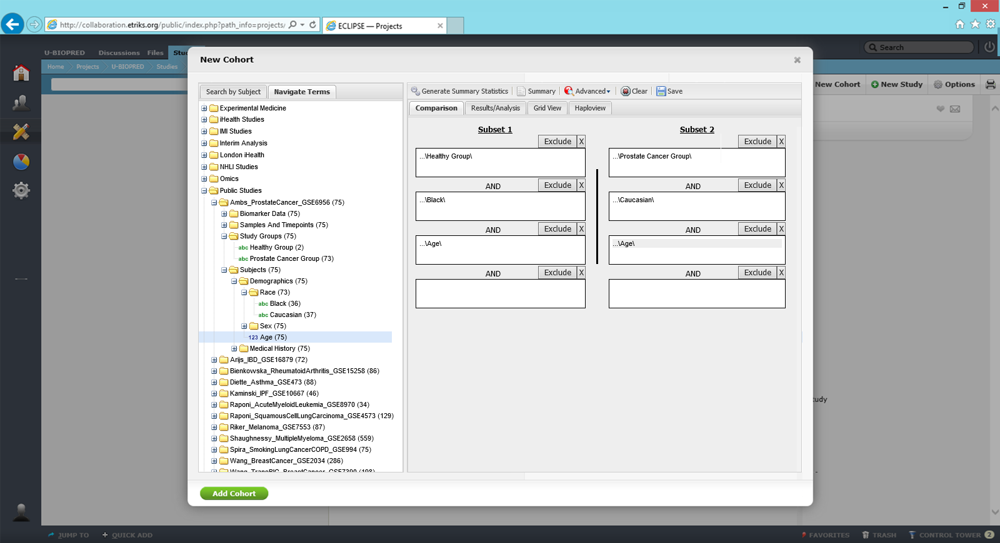 http://collaboration.etriks.org/public/index.php?path_info=projects/
ECLIPSE — Projects
U-BIOPRED Discussions Files
Search
Home Projects U-BIOPRED Studies
New Cohort
New Cohort New Study Options
Search by Subject Navigate Terms
Generate Summary Statistics Summary Advanced Clear Save
Comparison Results/Analysis Grid View Haploview
Experimental Medicine
iHealth Studies
IMI Studies
Interim Analysis
London iHealth
NHLI Studies
Omics
Public Studies
Ambs_ProstateCancer_GSE6956 (75)
Biomarker Data (75)
Samples And Timepoints (75)
Study Groups (75)
abc Healthy Group (2)
abc Prostate Cancer Group (73)
Subjects (75)
Demographics (75)
Race (73)
abc Black (36)
abc Caucasian (37)
Sex (75)
123 Age (75)
Medical History (75)
Arijs_IBD_GSE16879 (72)
Bienkowska_RheumatoidArthritis_GSE15258 (86)
Diette_Asthma_GSE473 (88)
Kaminski_IPF_GSE10667 (46)
Raponi_AcuteMyeloidLeukemia_GSE8970 (34)
Raponi_SquamousCellLungCarcinoma_GSE4573 (129)
Riker_Melanoma_GSE7553 (87)
Shaughnessy_MultipleMyeloma_GSE2658 (559)
Spira_SmokingLungCancerCOPD_GSE994 (75)
Wang_BreastCancer_GSE2034 (286)
Subset 1
Exclude X
...\Healthy Group\
AND Exclude X
...\Black\
AND Exclude X
...\Age\
AND Exclude X
Subset 2
Exclude X
...\Prostate Cancer Group\
AND Exclude X
...\Caucasian\
AND Exclude X
...\Age\
AND Exclude X
Add Cohort
JUMP TO QUICK ADD
FAVORITES TRASH CONTROL TOWER 2